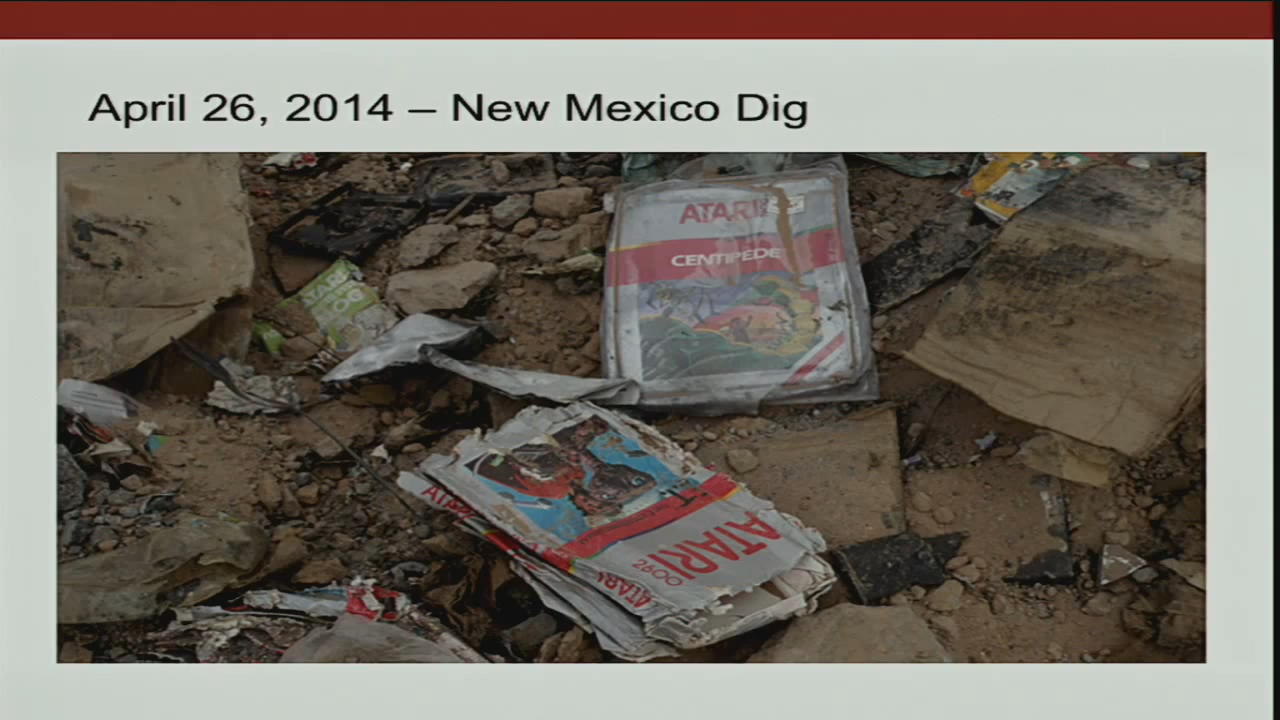 April 26, 2014 – New Mexico Dig
ATARI
CENTIPEDE
ATARI
2600
ATARI